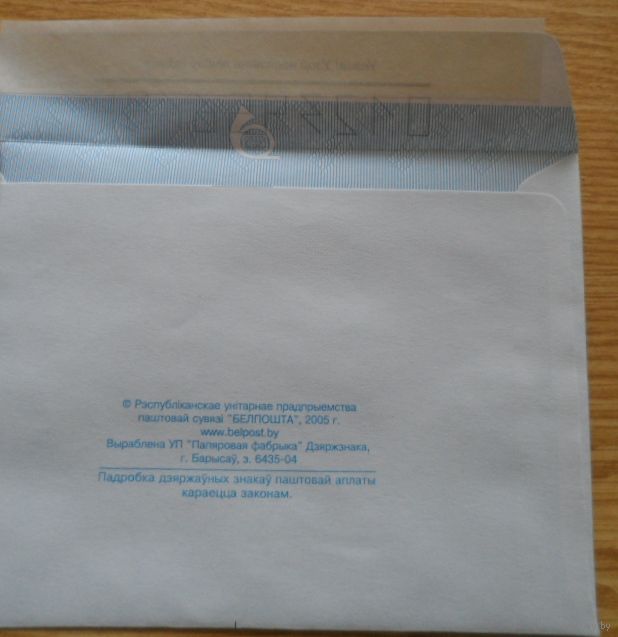 © Рэспубліканскае унітарнае прадпрыемства
паштовай сувязі "БЕЛПОШТА", 2005 г.
www.belpost.by
Выраблена УП "Папяровая фабрыка" Дзяржзнака,
г. Барысаў, з. 6435-04
Падробка дзяржаўных знакаў паштовай аплаты
караецца законам.